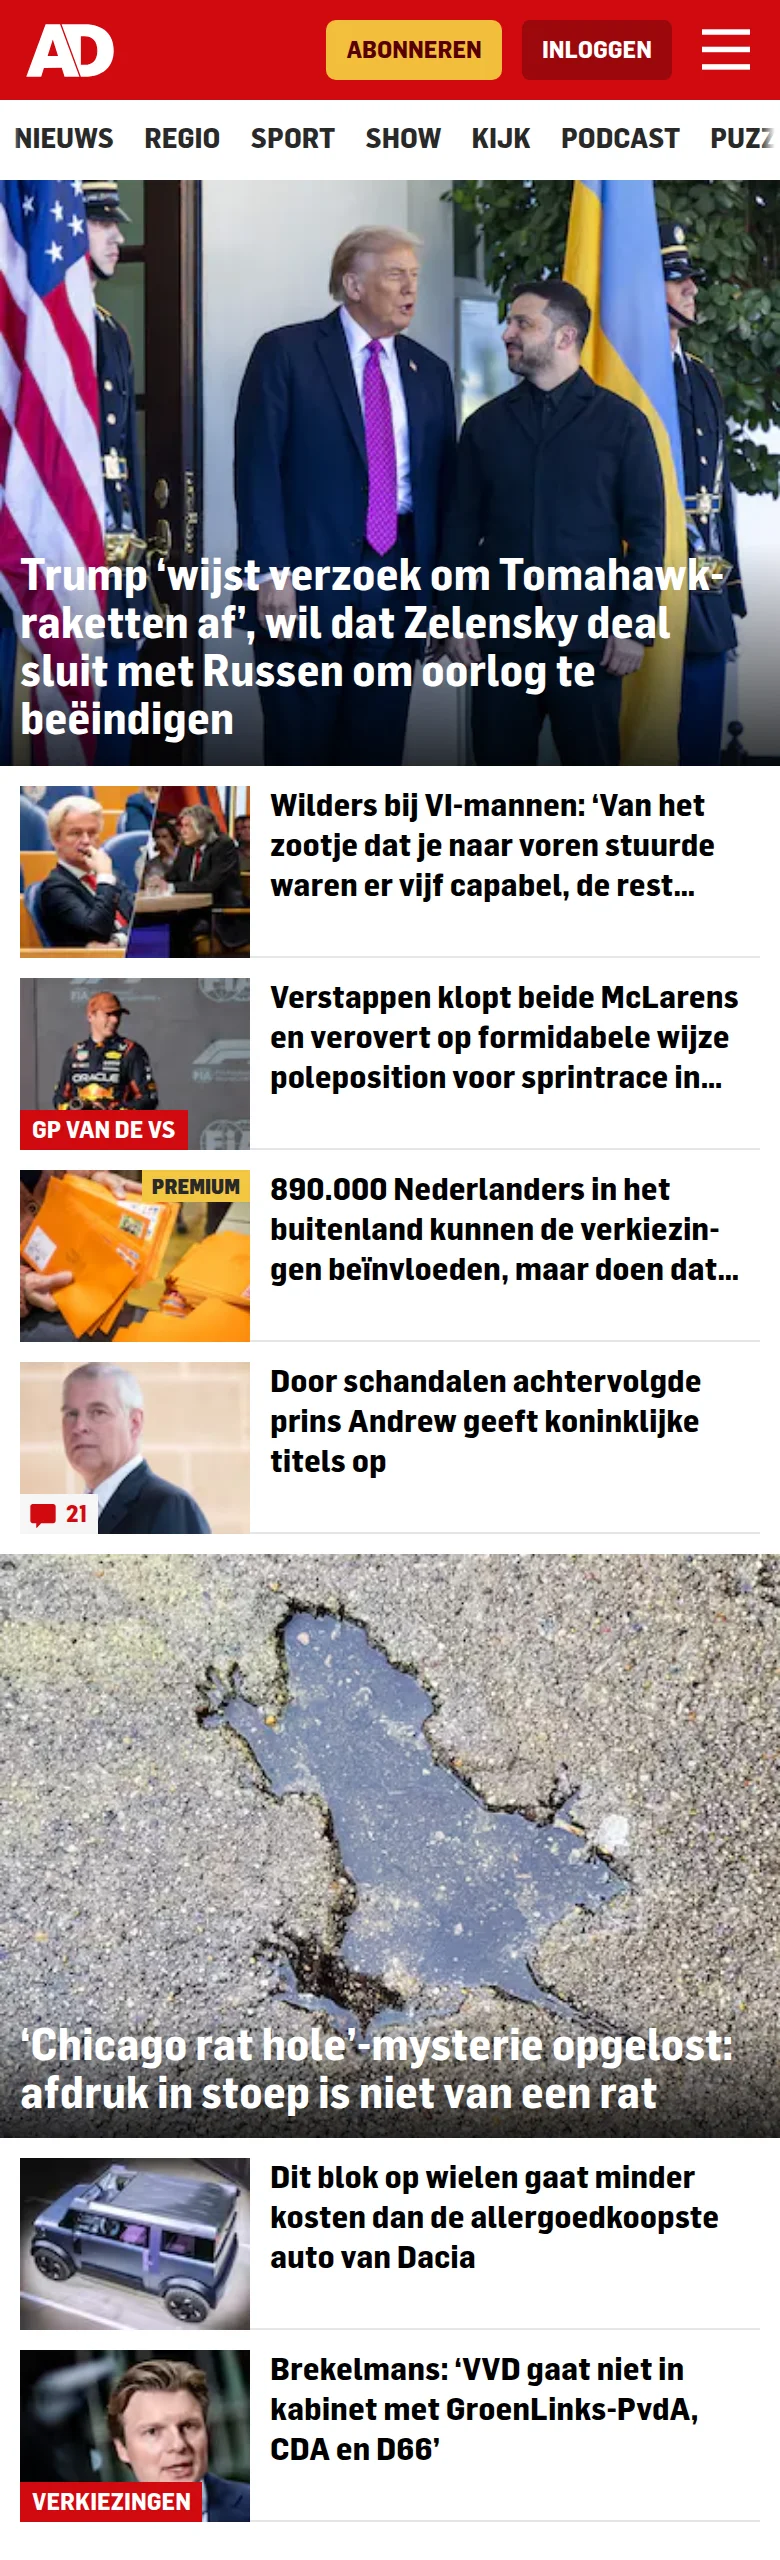 AD
ABONNEREN
INLOGGEN
NIEUWS REGIO SPORT SHOW KIJK PODCAST PUZZ
Trump ‘wijst verzoek om Tomahawk-
raketten af’, wil dat Zelensky deal
sluit met Russen om oorlog te
beëindigen
Wilders bij VI-mannen: ‘Van het
zootje dat je naar voren stuurde
waren er vijf capabel, de rest...
ORACLE
FIA
GP VAN DE VS
Verstappen klopt beide McLarens
en verovert op formidabele wijze
poleposition voor sprintrace in...
PREMIUM
890.000 Nederlanders in het
buitenland kunnen de verkiezin-
gen beïnvloeden, maar doen dat...
21
Door schandalen achtervolgde
prins Andrew geeft koninklijke
titels op
‘Chicago rat hole’-mysterie opgelost:
afdruk in stoep is niet van een rat
Dit blok op wielen gaat minder
kosten dan de allergoedkoopste
auto van Dacia
VERKIEZINGEN
Brekelmans: ‘VVD gaat niet in
kabinet met GroenLinks-PvdA,
CDA en D66’